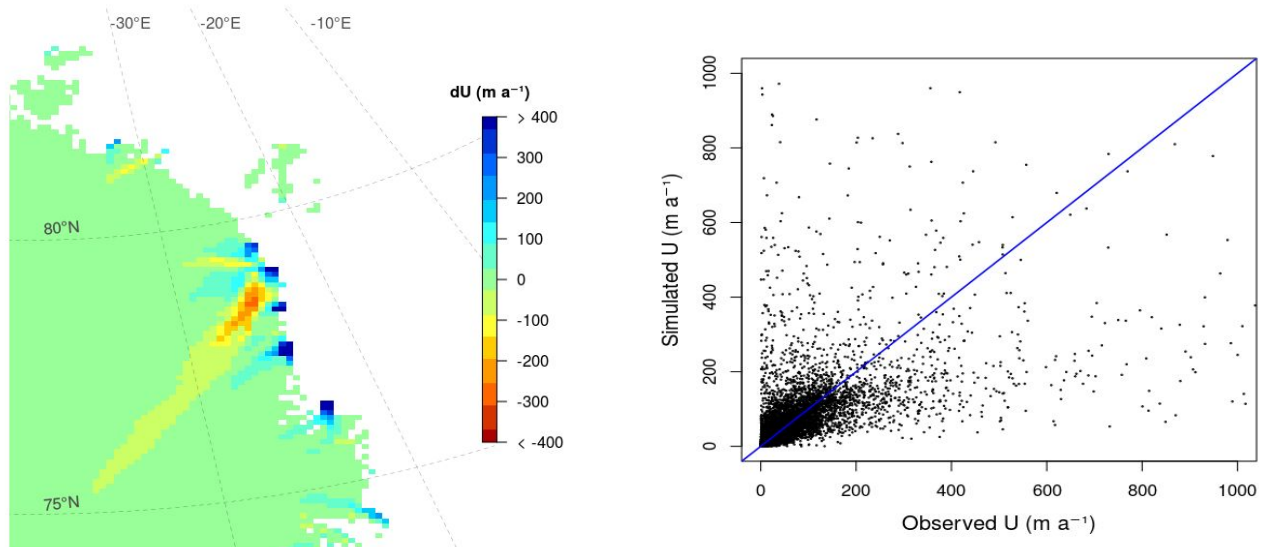 -30°E
-20°E
-10°E
80°N
75°N
dU (m a⁻¹)
> 400
300
200
100
0
-100
-200
-300
< -400
Simulated U (m a⁻¹)
1000
800
600
400
200
0
0 200 400 600 800 1000
Observed U (m a⁻¹)